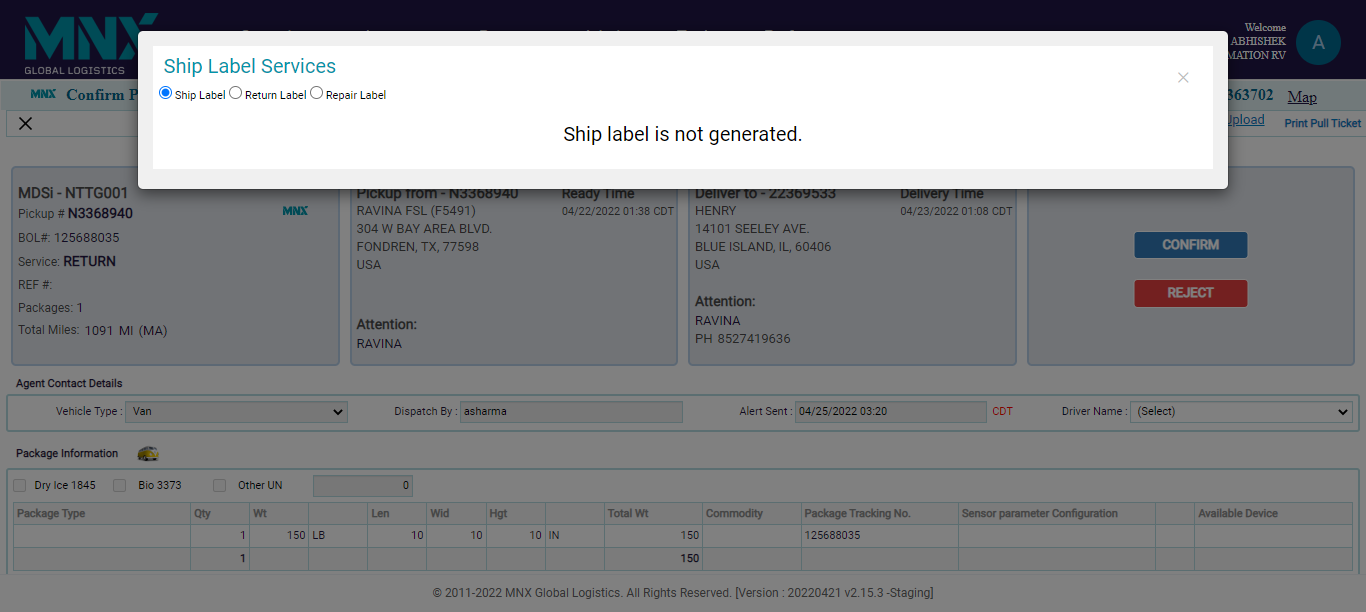 MNX
GLOBAL LOGISTICS
Welcome
ABHISHEK
MATION RV
A
Ship Label Services
×
Ship Label Return Label Repair Label
Ship label is not generated.
MNX Confirm P
363702 Map
Upload Print Pull Ticket
MDSi - NTTG001
Pickup # N3368940
MNX
BOL#: 125688035
Service: RETURN
REF #:
Packages: 1
Total Miles: 1091 MI (MA)
Pickup from - N3368940 Ready Time
RAVINA FSL (F5491) 04/22/2022 01:38 CDT
304 W BAY AREA BLVD.
FONDREN, TX, 77598
USA
Attention:
RAVINA
Deliver to - 22369533 Delivery Time
HENRY 04/23/2022 01:08 CDT
14101 SEELEY AVE.
BLUE ISLAND, IL, 60406
USA
Attention:
RAVINA
PH 8527419636
CONFIRM
REJECT
Agent Contact Details
Vehicle Type : Van Dispatch By : asharma Alert Sent : 04/25/2022 03:20 CDT Driver Name : (Select)
Package Information
Dry Ice 1845 Bio 3373 Other UN 0
Package Type Qty Wt Len Wid Hgt Total Wt Commodity Package Tracking No. Sensor parameter Configuration Available Device
1 150 LB 10 10 10 IN 150 125688035
1 150
© 2011-2022 MNX Global Logistics. All Rights Reserved. [Version : 20220421 v2.15.3 -Staging]